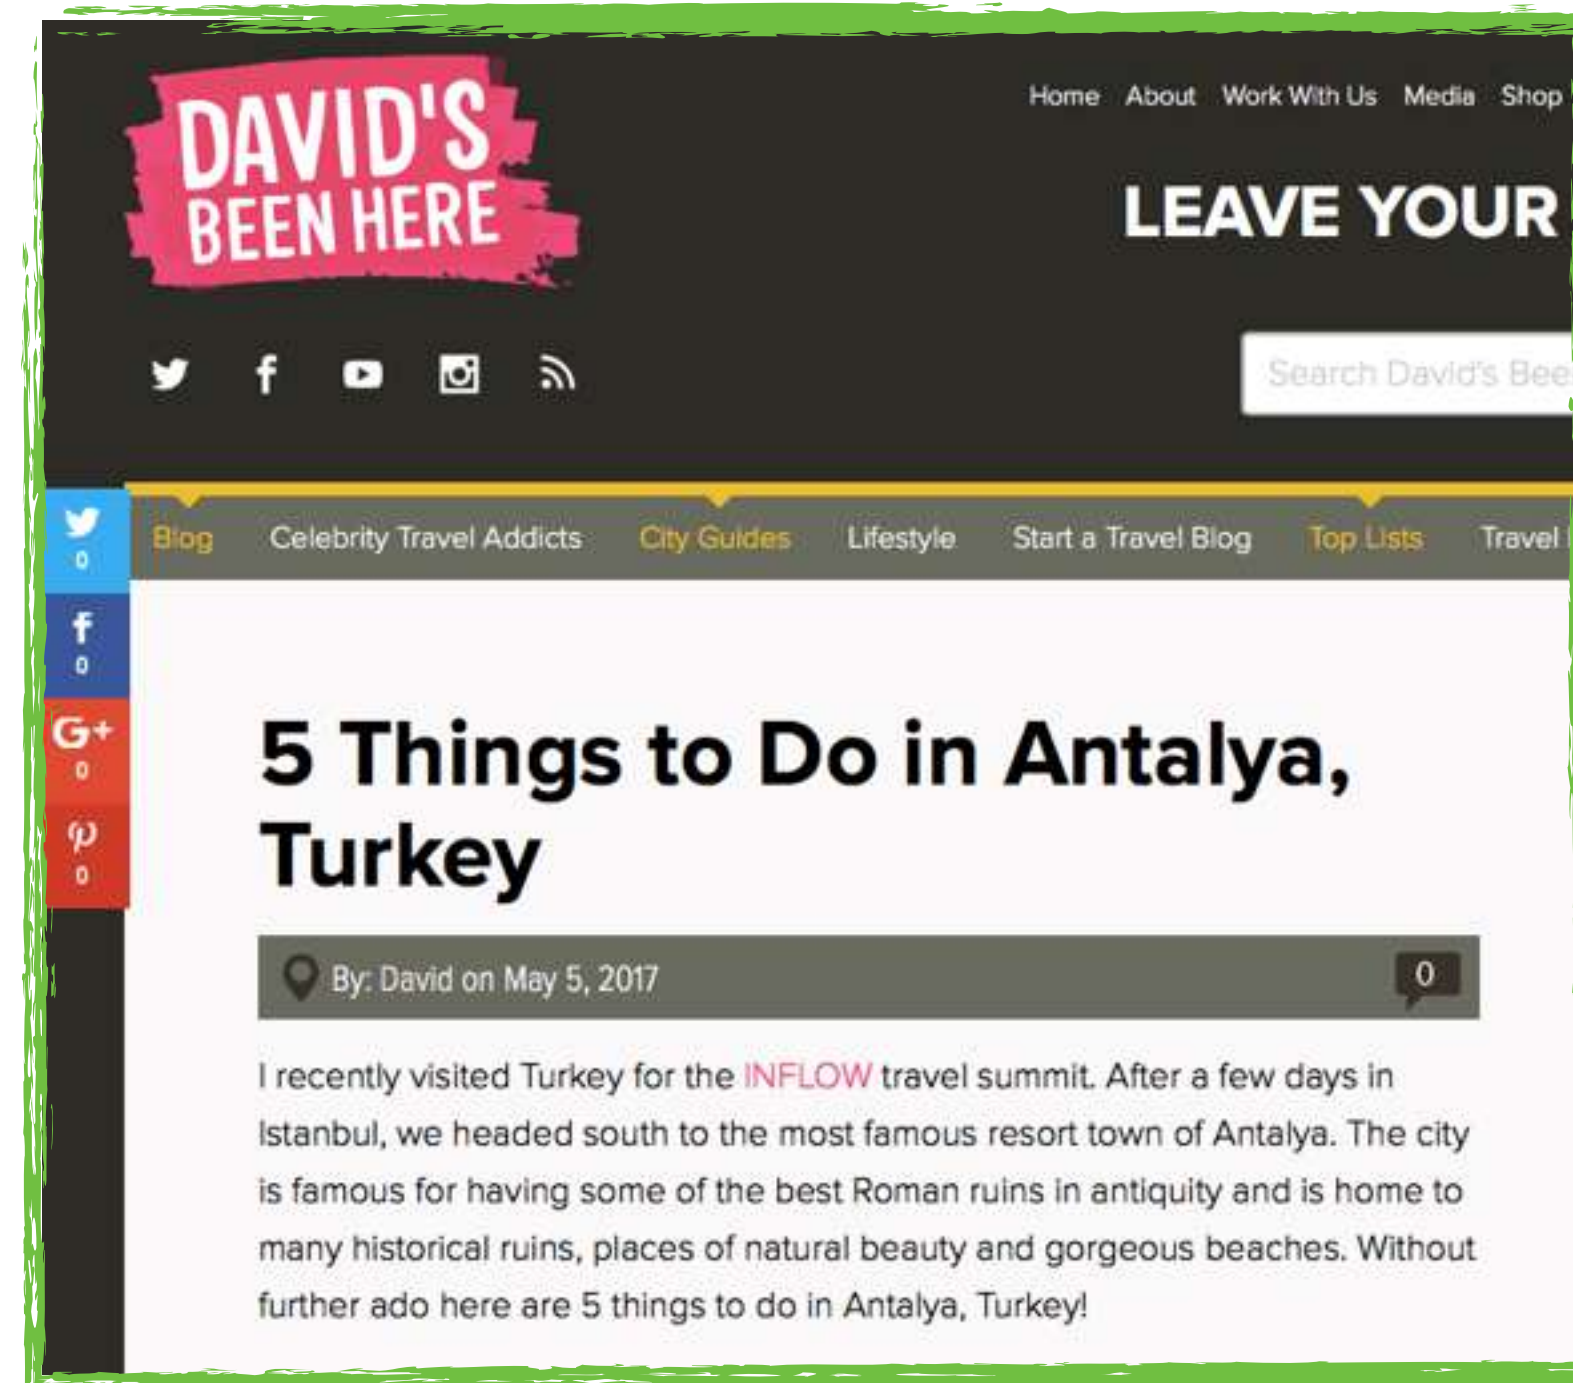 DAVID'S
BEEN HERE
Home About Work With Us Media Shop
LEAVE YOUR
Search David's Bee
0
Blog Celebrity Travel Addicts City Guides Lifestyle Start a Travel Blog Top Lists Travel
0
G+
0
0
5 Things to Do in Antalya,
Turkey
By: David on May 5, 2017
0
I recently visited Turkey for the INFLOW travel summit. After a few days in
Istanbul, we headed south to the most famous resort town of Antalya. The city
is famous for having some of the best Roman ruins in antiquity and is home to
many historical ruins, places of natural beauty and gorgeous beaches. Without
further ado here are 5 things to do in Antalya, Turkey!